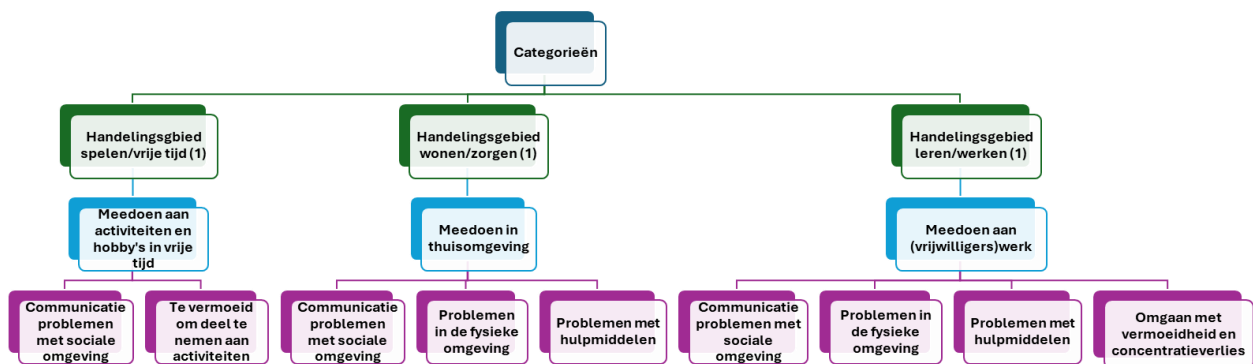 Categorieën
Handelingsgbied
spelen/vrije tijd (1)
Handelingsgebied
wonen/zorgen (1)
Handelingsgebied
leren/werken (1)
Meedoen aan
activiteiten en
hobby's in vrije
tijd
Meedoen in
thuisomgeving
Meedoen aan
(vrijwilligers)werk
Communicatie
problemen
met sociale
omgeving
Te vermoeid
om deel te
nemen aan
activiteiten
Communicatie
problemen
met sociale
omgeving
Problemen
in de fysieke
omgeving
Problemen met
hulpmiddelen
Communicatie
problemen met
sociale
omgeving
Problemen in
de fysieke
omgeving
Problemen met
hulpmiddelen
Omgaan met
vermoeidheid en
concentratieverlies